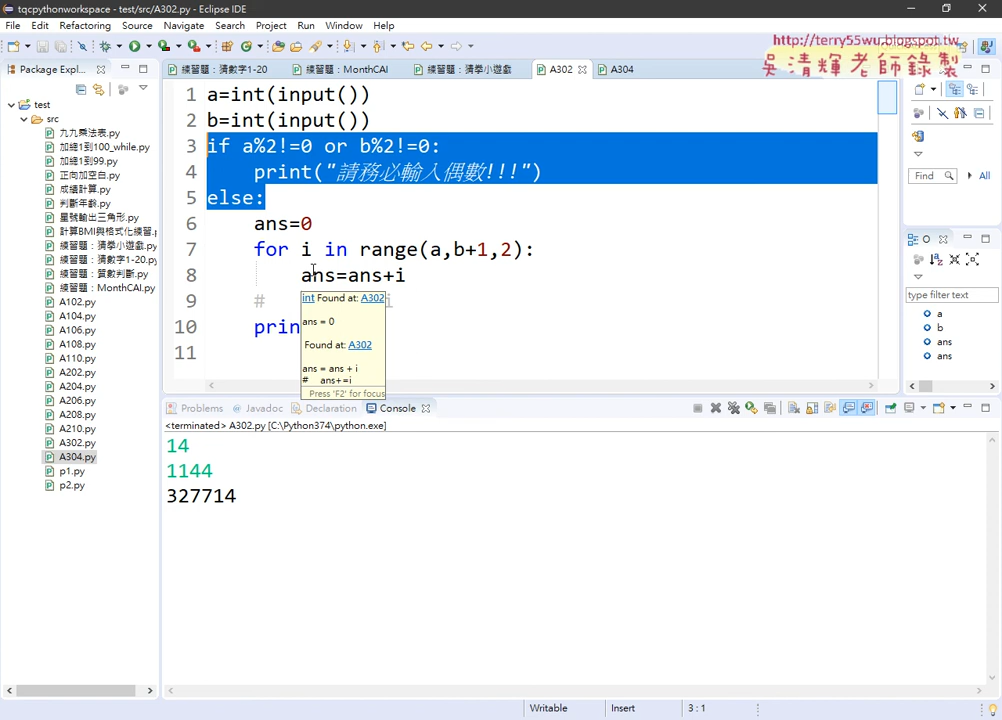 tqcpythonworkspace - test/src/A302.py - Eclipse IDE
File Edit Refactoring Source Navigate Search Project Run Window Help
http://terry55wu.blogspot.tw
吳清輝老師錄製
Package Expl...
練習題：猜數字1-20
練習題：MonthCAI
練習題：猜拳小遊戲
A302
A304
test
src
九九乘法表.py
加總1到100_while.py
加總1到99.py
正向加空白.py
成績計算.py
判斷年齡.py
星號輸出三角形.py
計算BMI與格式化練習.
練習題：猜拳小遊戲.py
練習題：猜數字1-20.py
練習題：質數判斷.py
練習題：MonthCAI.py
A102.py
A104.py
A106.py
A108.py
A110.py
A202.py
A204.py
A206.py
A208.py
A210.py
A302.py
A304.py
p1.py
p2.py
1 a=int(input())
2 b=int(input())
3 if a%2!=0 or b%2!=0:
4 print("請務必輸入偶數!!!")
5 else:
6 ans=0
7 for i in range(a,b+1,2):
8 ans=ans+i
9 # i
10 prin
11
int Found at: A302
ans = 0
Found at: A302
ans = ans + i
# ans+=i
Press 'F2' for focus
Find
All
O
type filter text
a
b
ans
ans
Problems Javadoc Declaration Console
<terminated> A302.py [C:\Python374\python.exe]
14
1144
327714
Writable Insert 3 : 1